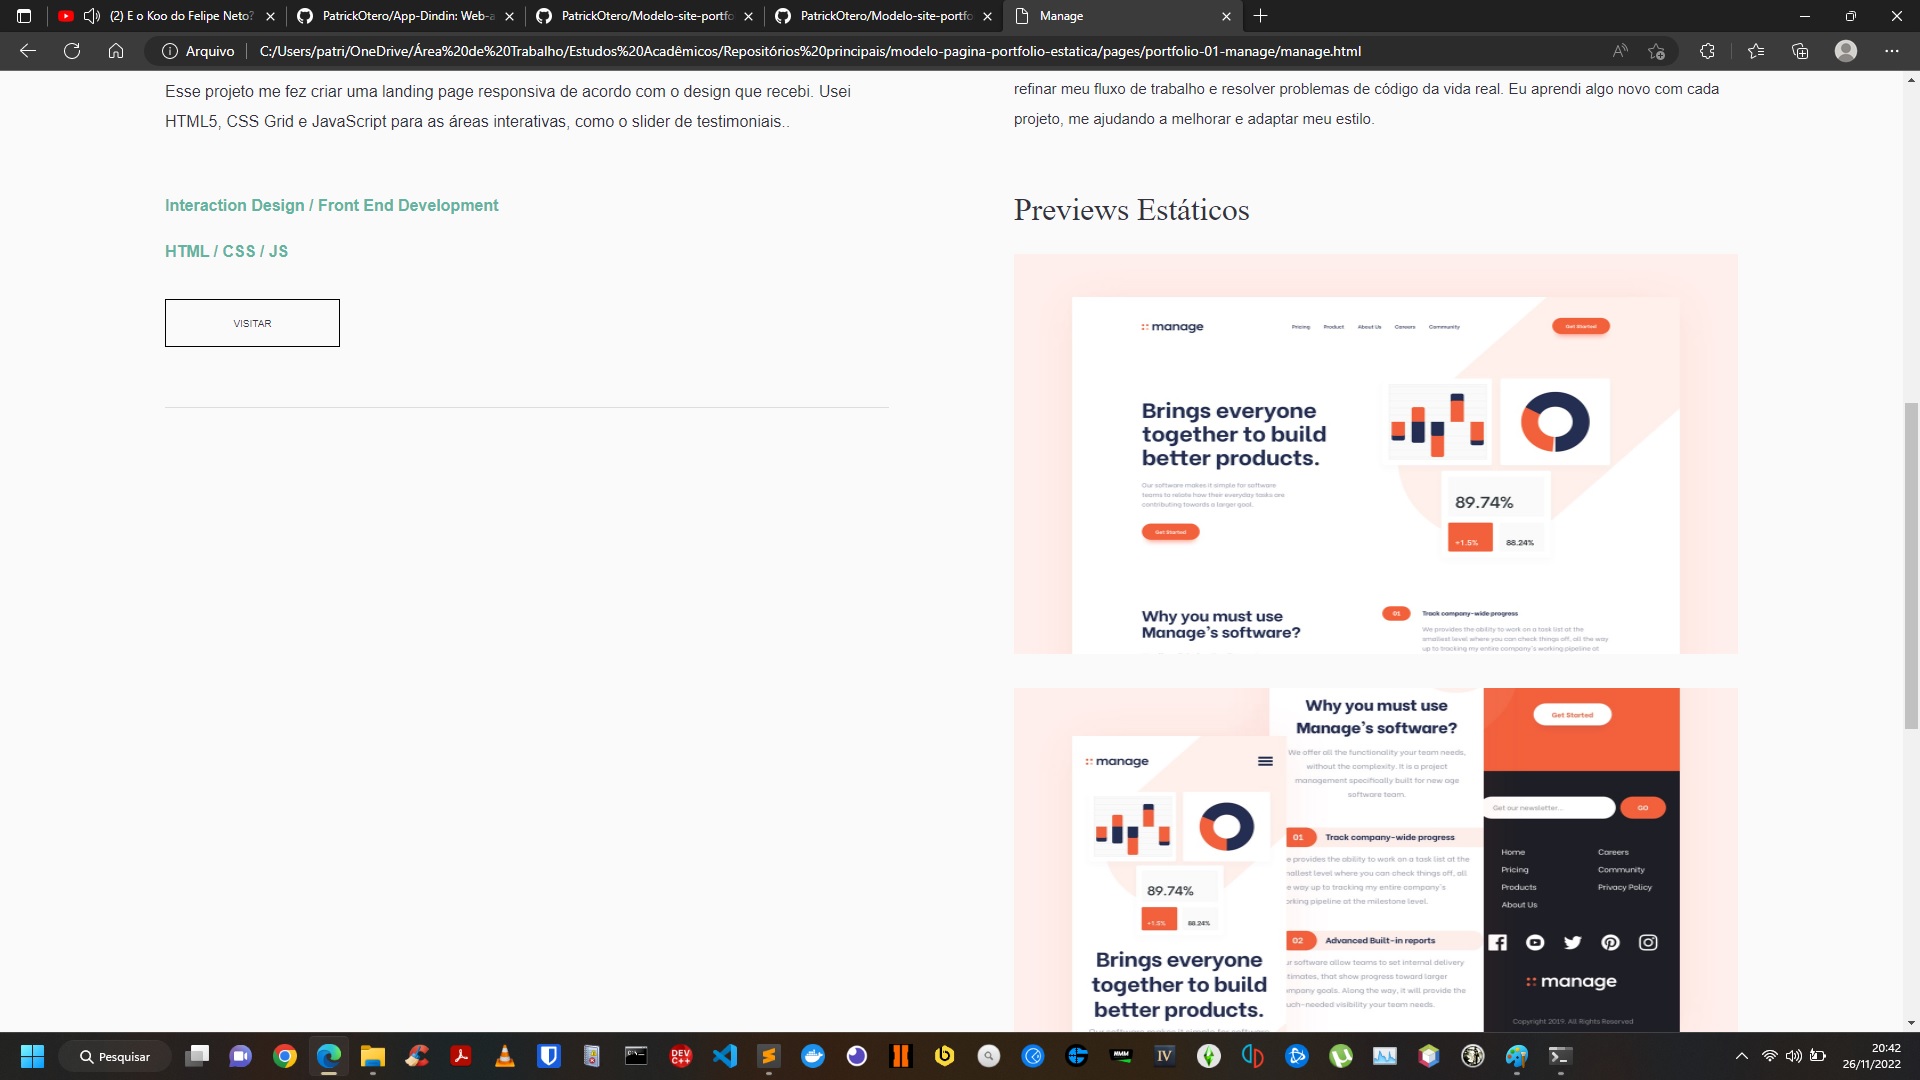 (2) E o Koo do Felipe Neto?
PatrickOtero/App-Dindin: Web-a
PatrickOtero/Modelo-site-portfo
PatrickOtero/Modelo-site-portfo
Manage
Arquivo
C:/Users/patri/OneDrive/Área%20de%20Trabalho/Estudos%20Acadêmicos/Repositórios%20principais/modelo-pagina-portfolio-estatica/pages/portfolio-01-manage/manage.html
Esse projeto me fez criar uma landing page responsiva de acordo com o design que recebi. Usei
HTML5, CSS Grid e JavaScript para as áreas interativas, como o slider de testimoniais..
Interaction Design / Front End Development
HTML / CSS / JS
VISITAR
refinar meu fluxo de trabalho e resolver problemas de código da vida real. Eu aprendi algo novo com cada
projeto, me ajudando a melhorar e adaptar meu estilo.
Previews Estáticos
manage
Pricing Product About Us Careers Community
Get Started
Brings everyone
together to build
better products.
Our software makes it simple for software
teams to relate how their everyday tasks are
contributing towards a larger goal.
Get Started
89.74%
+1.5%
88.24%
Why you must use
Manage's software?
01 Track company-wide progress
We provides the ability to work on a task list at the
smallest level where you can check things off, all the way
up to tracking my entire company's working pipeline at
manage
89.74%
+1.5%
88.24%
Brings everyone
together to build
better products.
Why you must use
Manage's software?
We offer all the functionality your team needs,
without the complexity. It is a project
management specifically built for new age
software team.
01 Track company-wide progress
e provides the ability to work on a task list at the
mallest level where you can check things off, all
e way up to tracking my entire company's
orking pipeline at the milestone level.
02 Advanced Built-in reports
ur software allow teams to set internal delivery
timates, that show progress toward larger
ompany goals. Along the way, it will provide the
uch-needed visibility your team needs.
Get Started
Get our newsletter...
GO
Home
Careers
Pricing
Community
Products
Privacy Policy
About Us
manage
Copyright 2019. All Rights Reserved
Pesquisar
DEV
C++
HMM
IV
20:42
26/11/2022